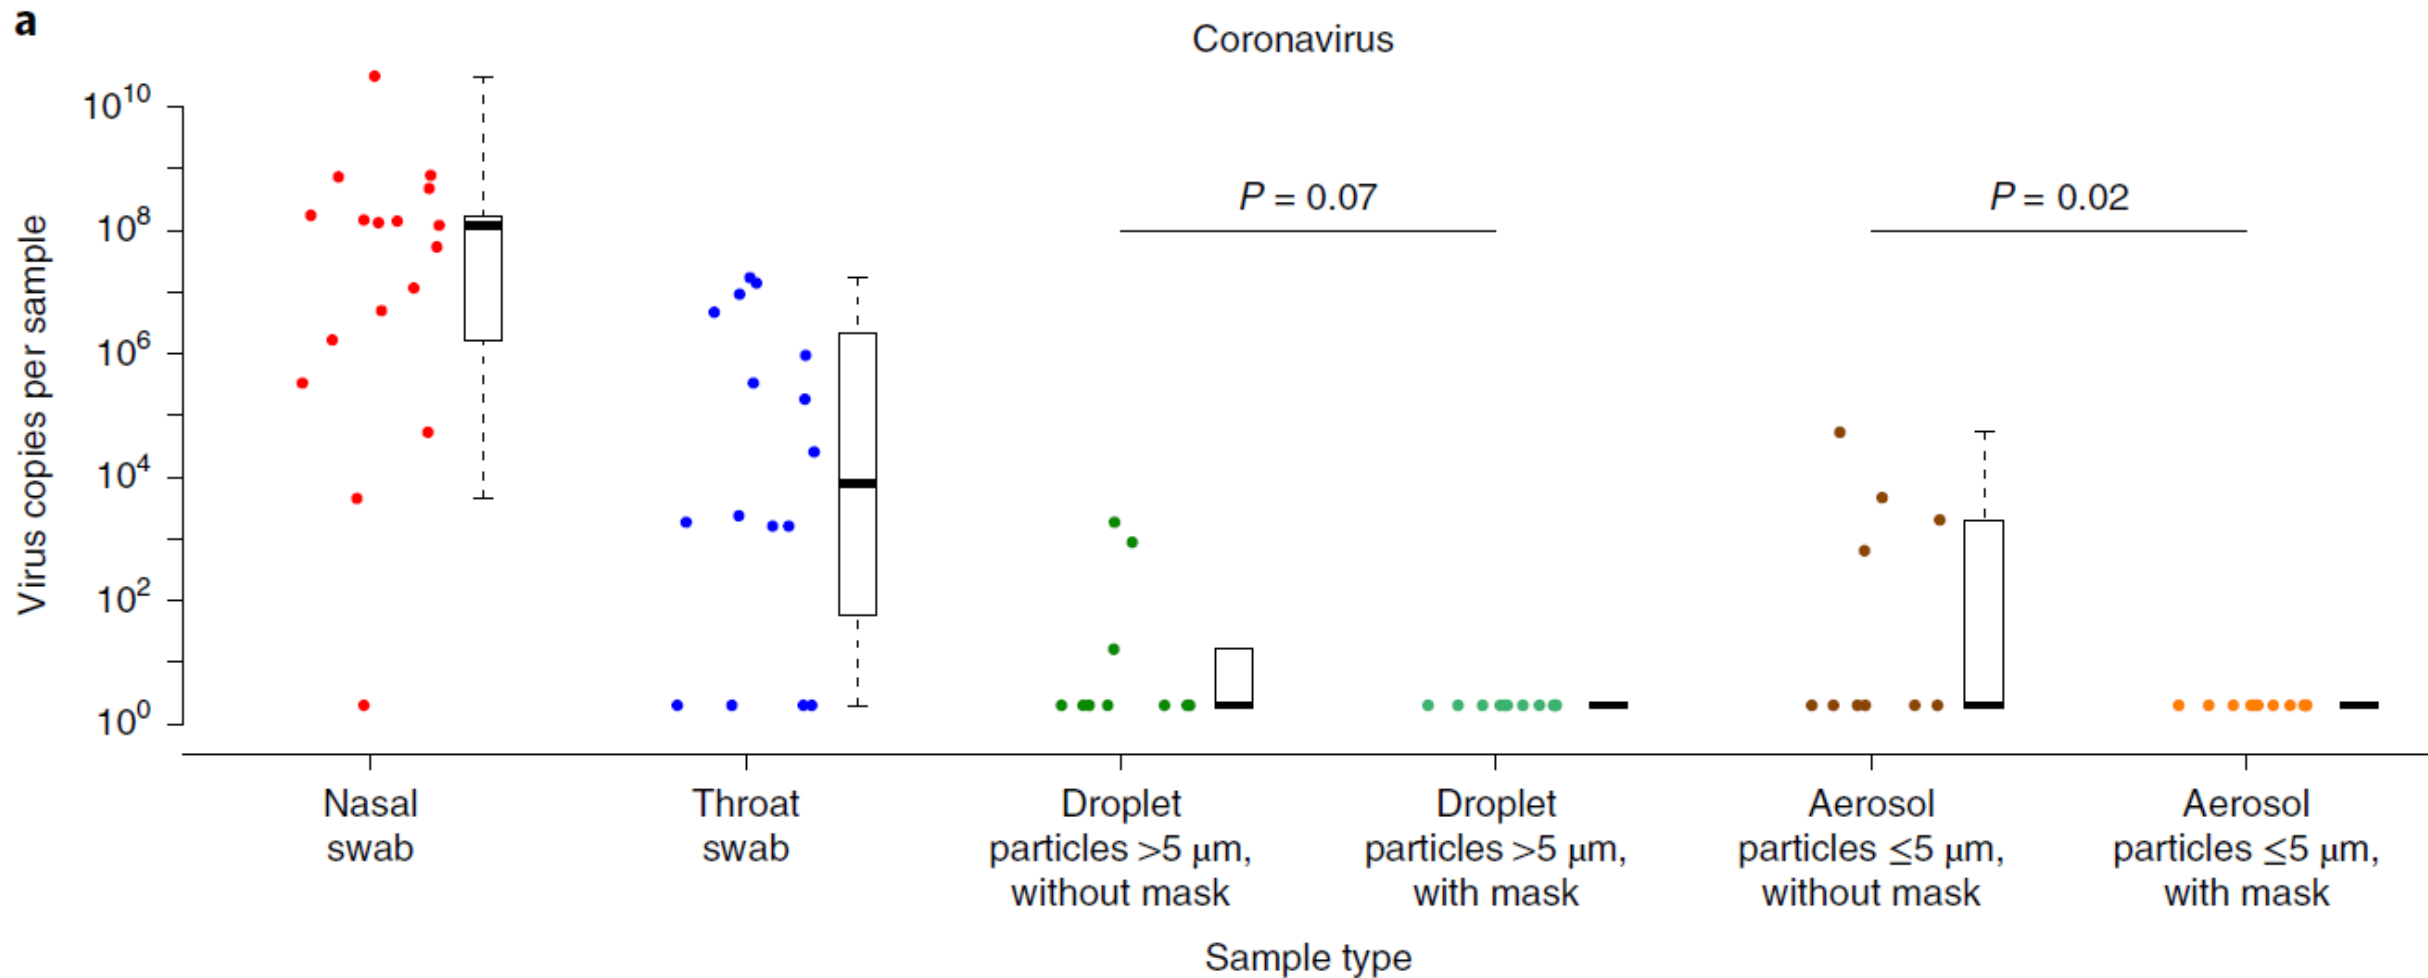 a
Coronavirus
Virus copies per sample
10¹⁰
10⁸
10⁶
10⁴
10²
10⁰
P = 0.07
P = 0.02
Nasal
swab
Throat
swab
Droplet
particles >5 μm,
without mask
Droplet
particles >5 μm,
with mask
Aerosol
particles ≤5 μm,
without mask
Aerosol
particles ≤5 μm,
with mask
Sample type